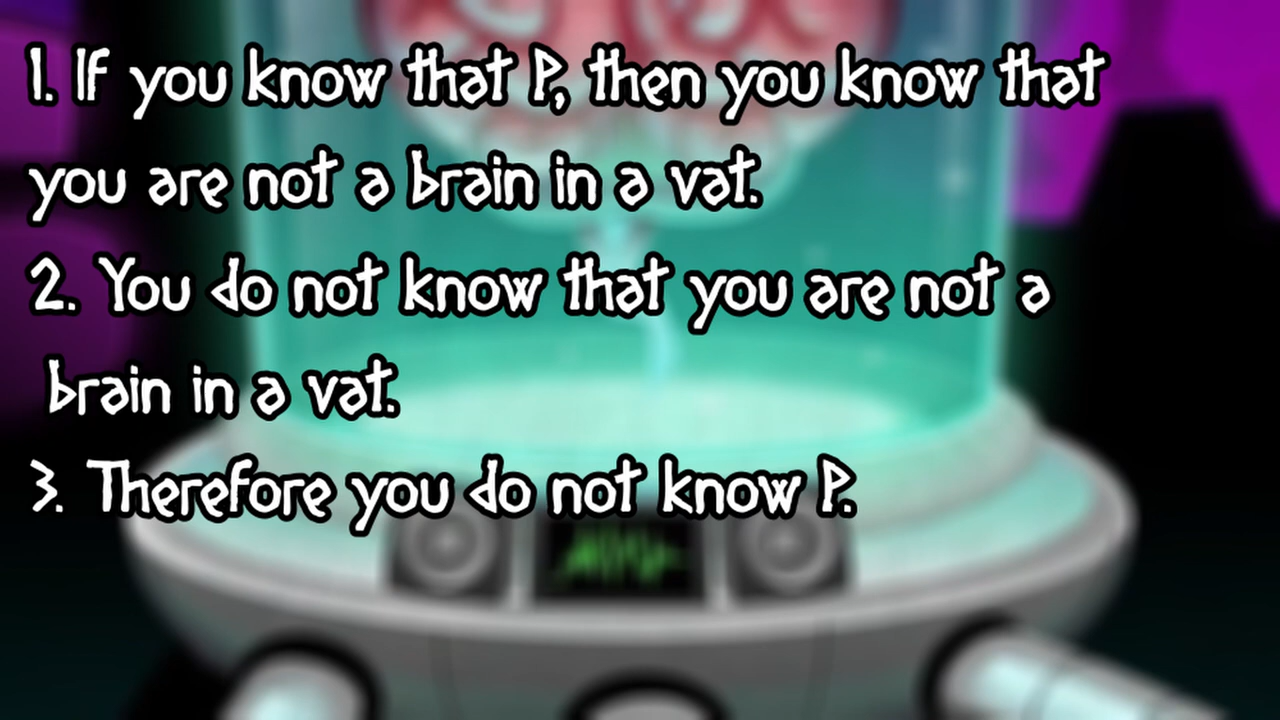 1. If you know that P, then you know that
you are not a brain in a vat.
2. You do not know that you are not a
brain in a vat.
3. Therefore you do not know P.